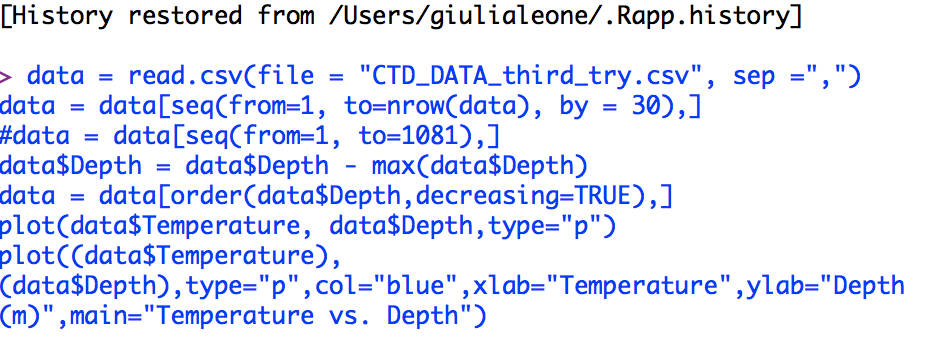 [History restored from /Users/giulialeone/.Rapp.history]
> data = read.csv(file = "CTD_DATA_third_try.csv", sep =",")
data = data[seq(from=1, to=nrow(data), by = 30),]
#data = data[seq(from=1, to=1081),]
data$Depth = data$Depth - max(data$Depth)
data = data[order(data$Depth,decreasing=TRUE),]
plot(data$Temperature, data$Depth,type="p")
plot((data$Temperature),
(data$Depth),type="p",col="blue",xlab="Temperature",ylab="Depth
(m)",main="Temperature vs. Depth")